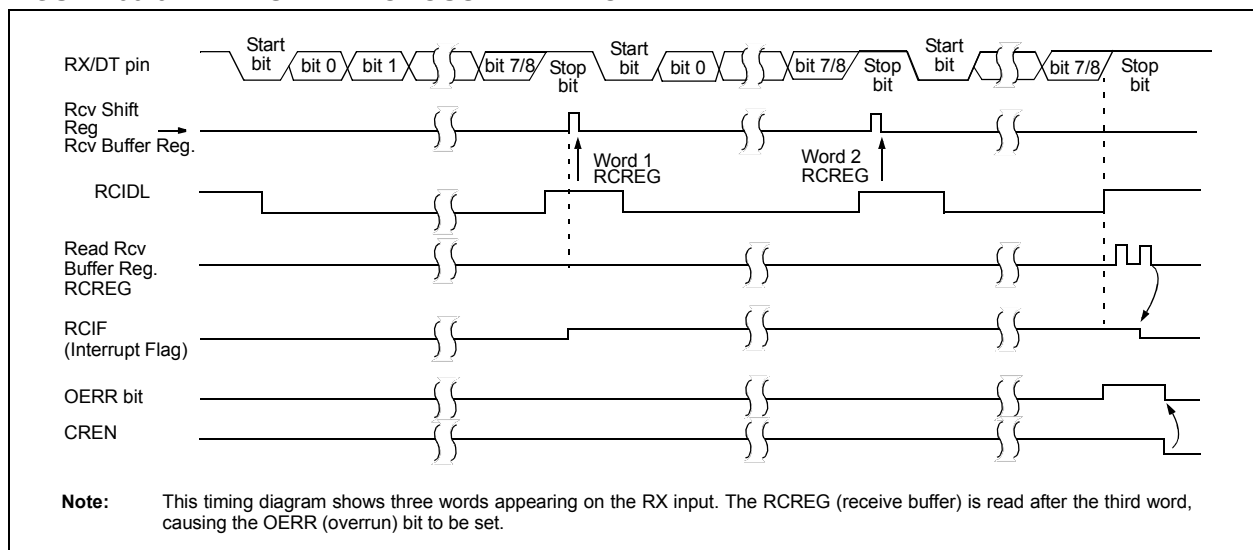 Start bit
bit 0
bit 1
bit 7/8
Stop bit
Start bit
bit 0
bit 7/8
Stop bit
Start bit
bit 7/8
Stop bit
RX/DT pin
Rcv Shift
Reg
Rcv Buffer Reg.
Word 1
RCREG
Word 2
RCREG
RCIDL
Read Rcv
Buffer Reg.
RCREG
RCIF
(Interrupt Flag)
OERR bit
CREN
Note: This timing diagram shows three words appearing on the RX input. The RCREG (receive buffer) is read after the third word,
causing the OERR (overrun) bit to be set.